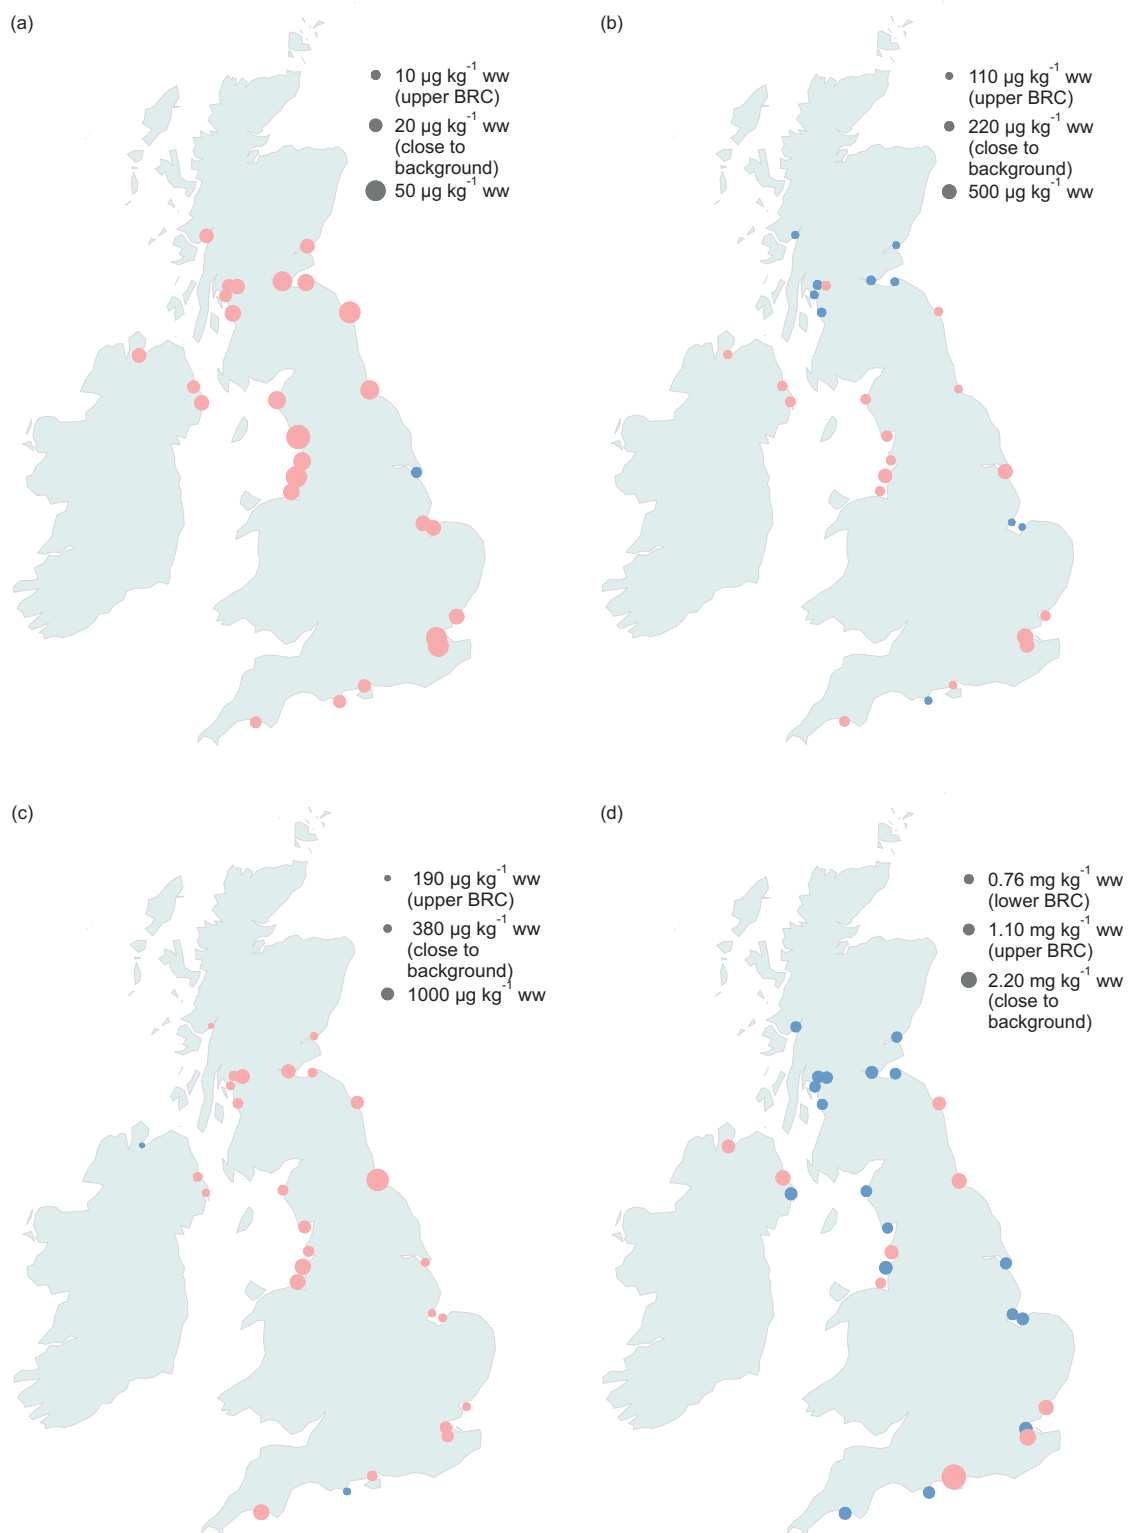 (a)
10 µg kg⁻¹ ww
(upper BRC)
20 µg kg⁻¹ ww
(close to
background)
50 µg kg⁻¹ ww
(b)
110 µg kg⁻¹ ww
(upper BRC)
220 µg kg⁻¹ ww
(close to
background)
500 µg kg⁻¹ ww
(c)
190 µg kg⁻¹ ww
(upper BRC)
380 µg kg⁻¹ ww
(close to
background)
1000 µg kg⁻¹ ww
(d)
0.76 mg kg⁻¹ ww
(lower BRC)
1.10 mg kg⁻¹ ww
(upper BRC)
2.20 mg kg⁻¹ ww
(close to
background)